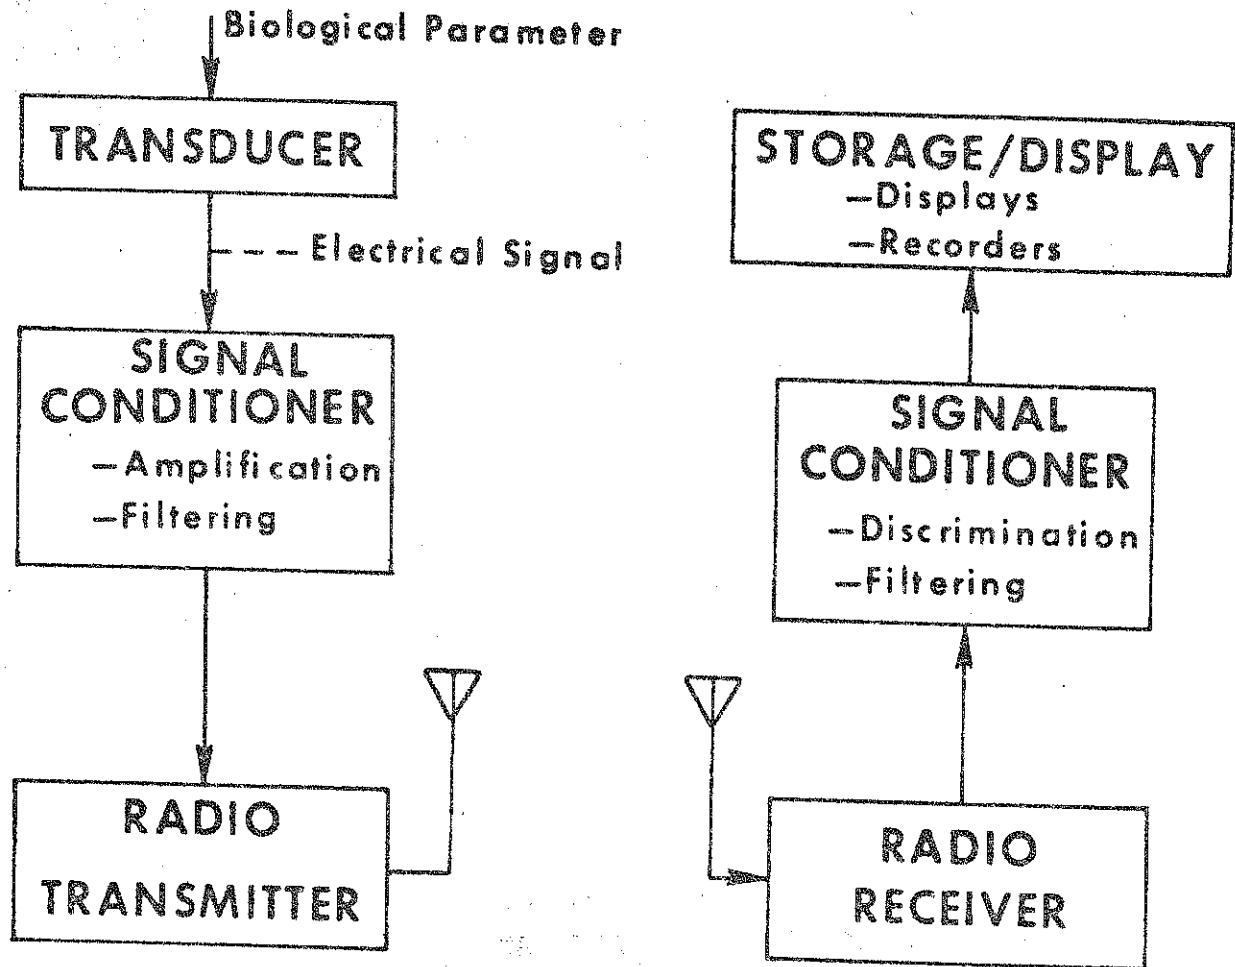 Biological Parameter
TRANSDUCER
--- Electrical Signal
SIGNAL
CONDITIONER
—Amplification
—Filtering
RADIO
TRANSMITTER
STORAGE/DISPLAY
—Displays
—Recorders
SIGNAL
CONDITIONER
—Discrimination
—Filtering
RADIO
RECEIVER